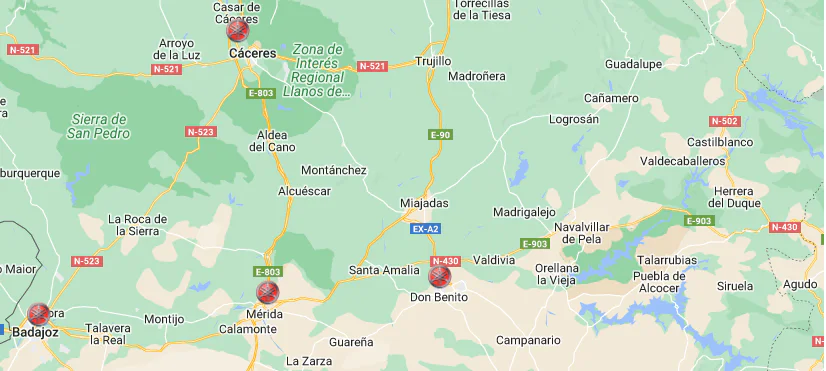 Torrecillas
de la Tiesa
Casar de
Cáceres
Arroyo
de la Luz
N-521
Cáceres
Zona de
Interés
Regional
Llanos de...
N-521
N-521
Trujillo
Madroñera
Guadalupe
Cañamero
E-803
Logrosán
N-502
Sierra de
San Pedro
N-523
Aldea
del Cano
E-90
Castilblanco
Valdecaballeros
Montánchez
burquerque
Alcuéscar
Miajadas
Herrera
del Duque
La Roca de
la Sierra
Madrigalejo
EX-A2
Navalvillar
de Pela
E-903
N-430
E-903
N-523
E-803
Santa Amalia
N-430
Valdivia
Orellana
la Vieja
Talarrubias
Puebla de
Alcocer
Siruela
Agudo
o Maior
Don Benito
ora
Badajoz
Talavera
la Real
Montijo
Mérida
Calamonte
Guareña
Campanario
La Zarza
N-5